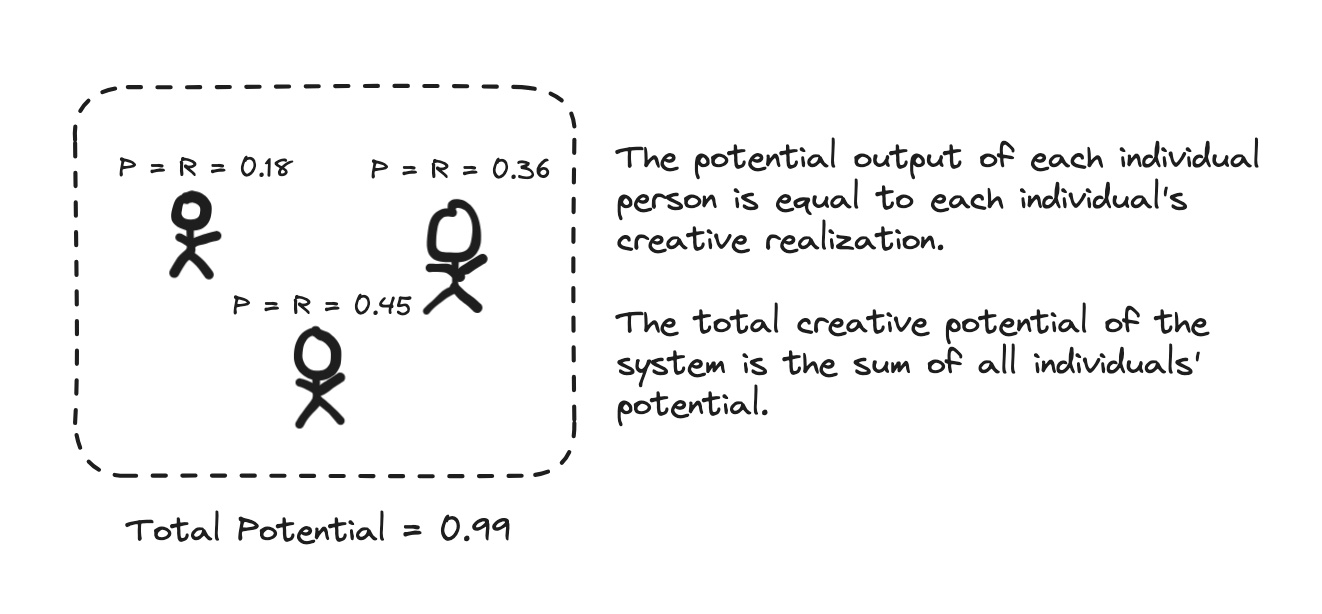 P = R = 0.18
P = R = 0.36
P = R = 0.45
Total Potential = 0.99
The potential output of each individual
person is equal to each individual's
creative realization.
The total creative potential of the
system is the sum of all individuals'
potential.